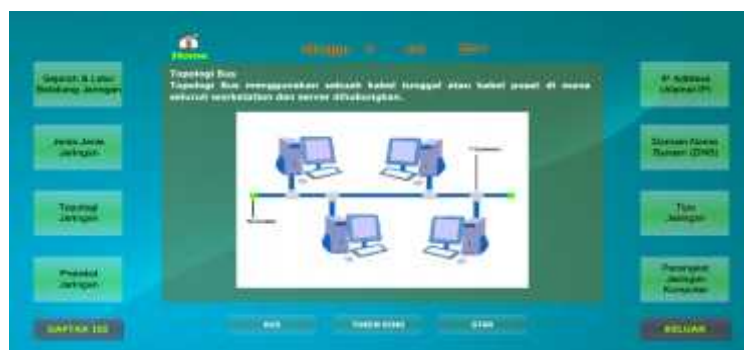 Home
Minggu
Topologi Bus
Topologi Bus menggunakan sebuah kabel tunggal atau kabel pusat di mana
seluruh workstation dan server dihubungkan.
Sejarah & Latar
Belakang Jaringan
Jenis-Jenis
Jaringan
Topologi
Jaringan
Protokol
Jaringan
DAFTAR ISI
IP Address
(Alamat IP)
Domain Name
System (DNS)
Tipe
Jaringan
Perangkat
Jaringan
Komputer
KELUAR
BUS
TOKEN RING
STAR